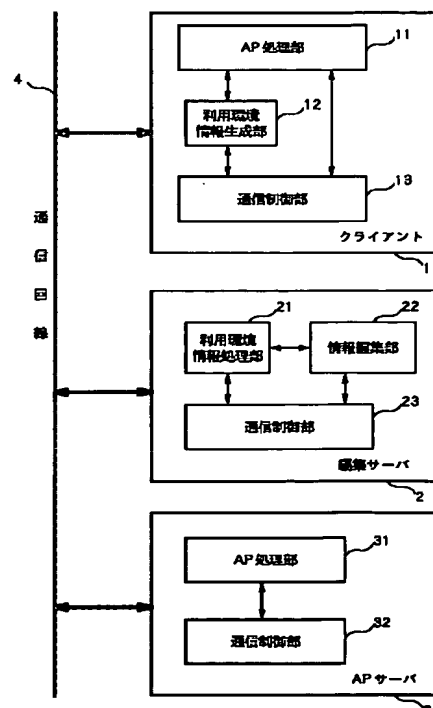 4
通信回線
AP処理部
11
利用環境
情報生成部
12
通信制御部
13
クライアント
1
21
22
利用環境
情報処理部
情報編集部
23
通信制御部
編集サーバ
2
31
AP処理部
32
通信制御部
APサーバ